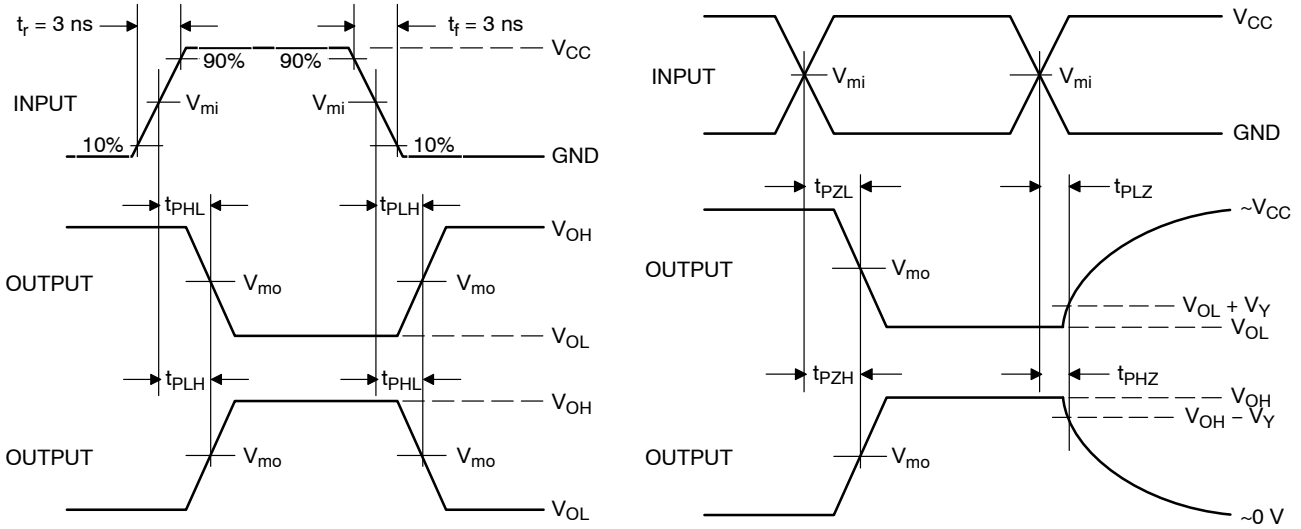 t_r = 3 ns
t_f = 3 ns
V_CC
90%
90%
INPUT
V_mi
V_mi
10%
10%
GND
t_PHL
t_PLH
V_OH
OUTPUT
V_mo
V_mo
V_OL
t_PLH
t_PHL
V_OH
OUTPUT
V_mo
V_mo
V_OL
V_CC
INPUT
V_mi
V_mi
GND
t_PZL
t_PLZ
~V_CC
OUTPUT
V_mo
V_OL + V_Y
V_OL
t_PZH
t_PHZ
V_OH
V_OH – V_Y
OUTPUT
V_mo
~0 V